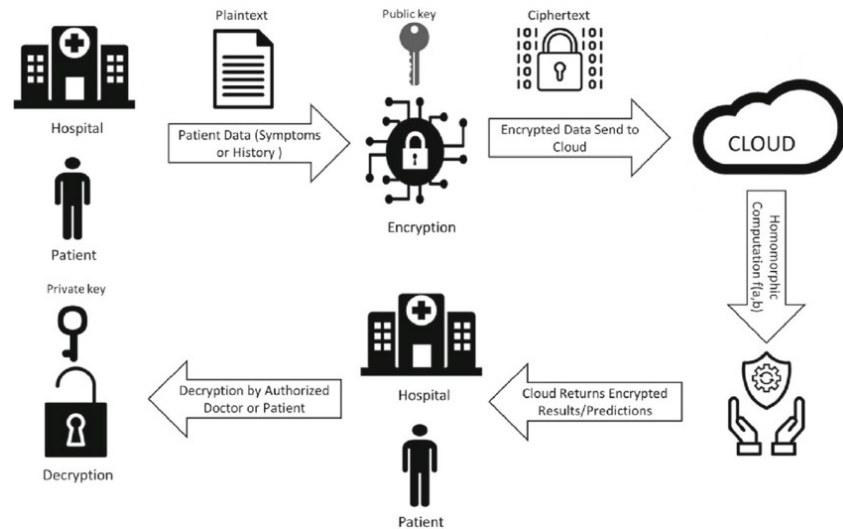 Plaintext
Public key
Ciphertext
Hospital
Patient Data (Symptoms
or History )
Encrypted Data Send to
Cloud
CLOUD
Encryption
Patient
Homomorphic
Computation f(a,b)
Private key
Decryption by Authorized
Doctor or Patient
Hospital
Cloud Returns Encrypted
Results/Predictions
Decryption
Patient